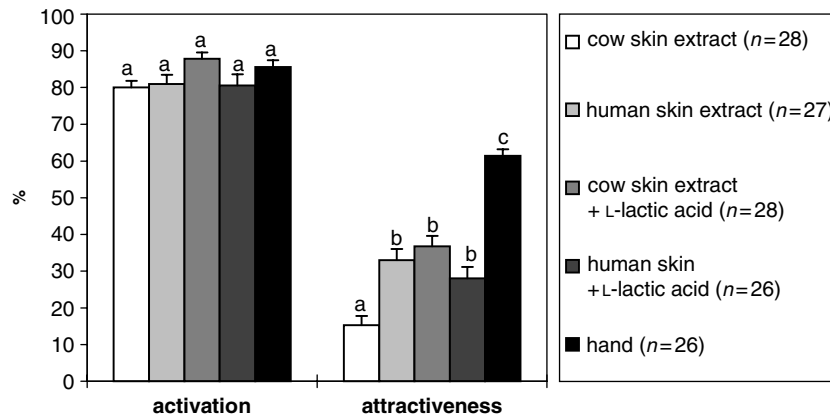 100
90
80
70
60
50
40
30
20
10
0
%
a a a a a
a b b b c
activation
attractiveness
cow skin extract (n=28)
human skin extract (n=27)
cow skin extract
+ L-lactic acid (n=28)
human skin
+L-lactic acid (n=26)
hand (n=26)